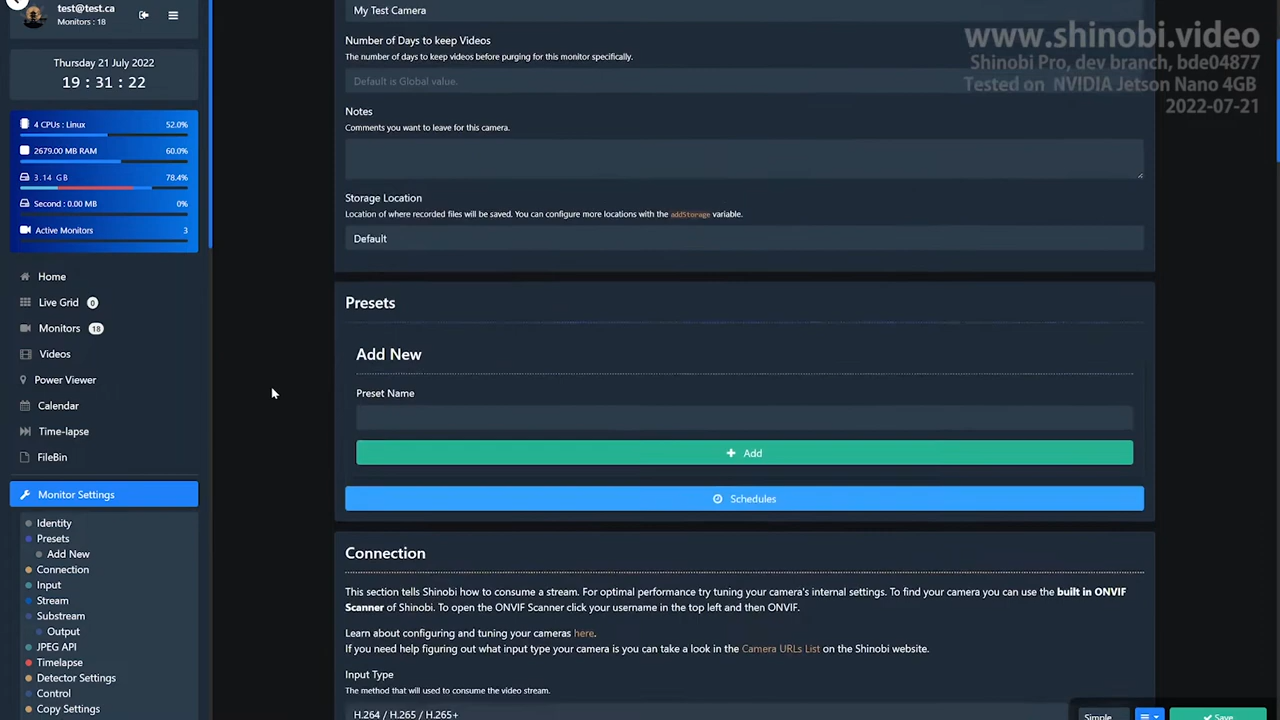 test@test.ca
Monitors : 18
Thursday 21 July 2022
19 : 31 : 22
4 CPUs : Linux 52.0%
2679.00 MB RAM 60.0%
3.14 GB 78.4%
Second : 0.00 MB 0%
Active Monitors 3
Home
Live Grid 0
Monitors 18
Videos
Power Viewer
Calendar
Time-lapse
FileBin
Monitor Settings
Identity
Presets
Add New
Connection
Input
Stream
Substream
Output
JPEG API
Timelapse
Detector Settings
Control
Copy Settings
My Test Camera
Number of Days to keep Videos
The number of days to keep videos before purging for this monitor specifically.
Default is Global value.
Notes
Comments you want to leave for this camera.
Storage Location
Location of where recorded files will be saved. You can configure more locations with the addStorage variable.
Default
Presets
Add New
Preset Name
+ Add
Schedules
Connection
This section tells Shinobi how to consume a stream. For optimal performance try tuning your camera's internal settings. To find your camera you can use the built in ONVIF
Scanner of Shinobi. To open the ONVIF Scanner click your username in the top left and then ONVIF.
Learn about configuring and tuning your cameras here.
If you need help figuring out what input type your camera is you can take a look in the Camera URLs List on the Shinobi website.
Input Type
The method that will used to consume the video stream.
H.264 / H.265 / H.265+
Simple
Save
www.shinobi.video
Shinobi Pro, dev branch, bde04877
Tested on NVIDIA Jetson Nano 4GB
2022-07-21